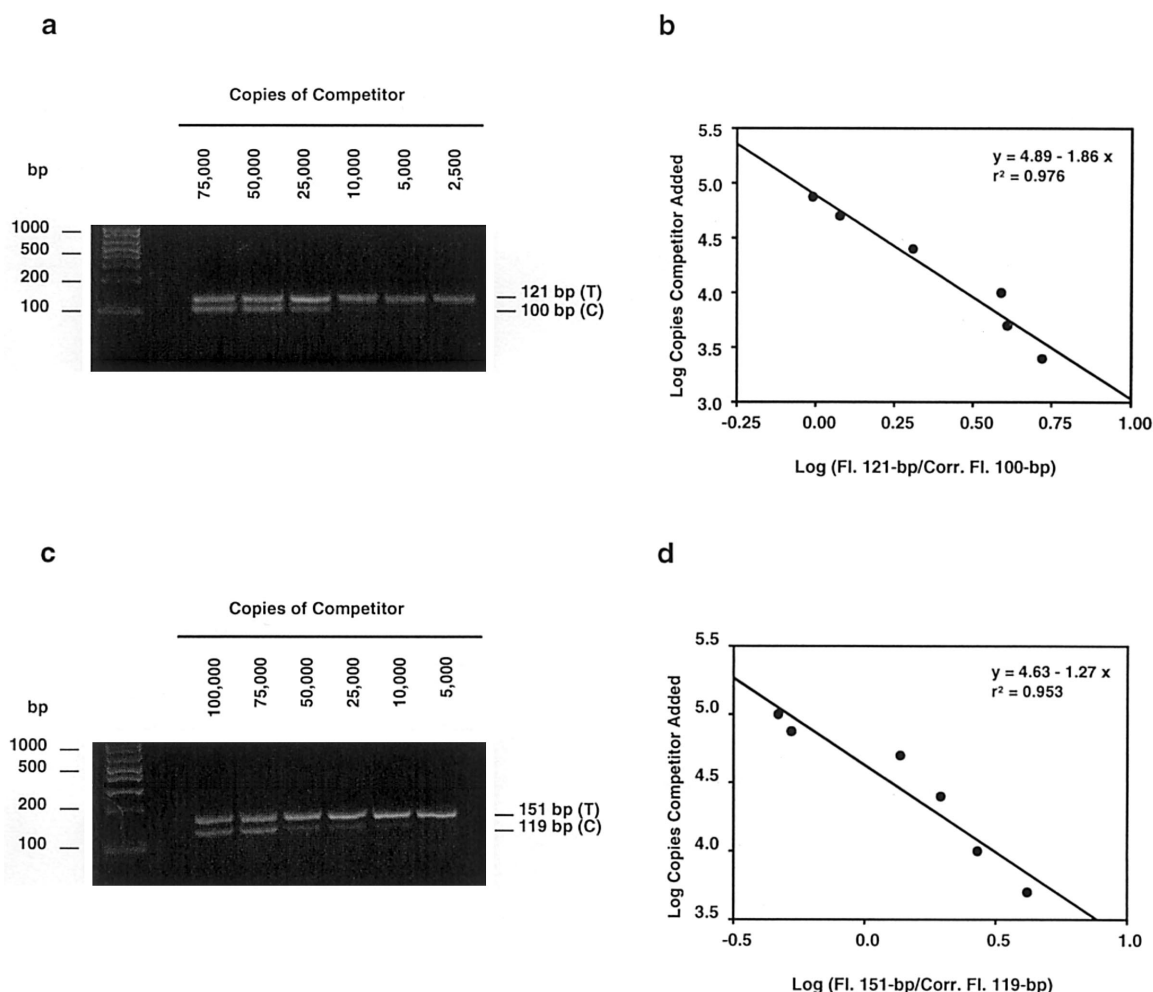 a
Copies of Competitor
bp
75,000
50,000
25,000
10,000
5,000
2,500
1000
500
200
100
121 bp (T)
100 bp (C)
b
Log Copies Competitor Added
5.5
5.0
4.5
4.0
3.5
3.0
y = 4.89 - 1.86 x
r² = 0.976
-0.25 0.00 0.25 0.50 0.75 1.00
Log (Fl. 121-bp/Corr. Fl. 100-bp)
c
Copies of Competitor
bp
100,000
75,000
50,000
25,000
10,000
5,000
1000
500
200
100
151 bp (T)
119 bp (C)
d
Log Copies Competitor Added
5.5
5.0
4.5
4.0
3.5
y = 4.63 - 1.27 x
r² = 0.953
-0.5 0.0 0.5 1.0
Log (Fl. 151-bp/Corr. Fl. 119-bp)